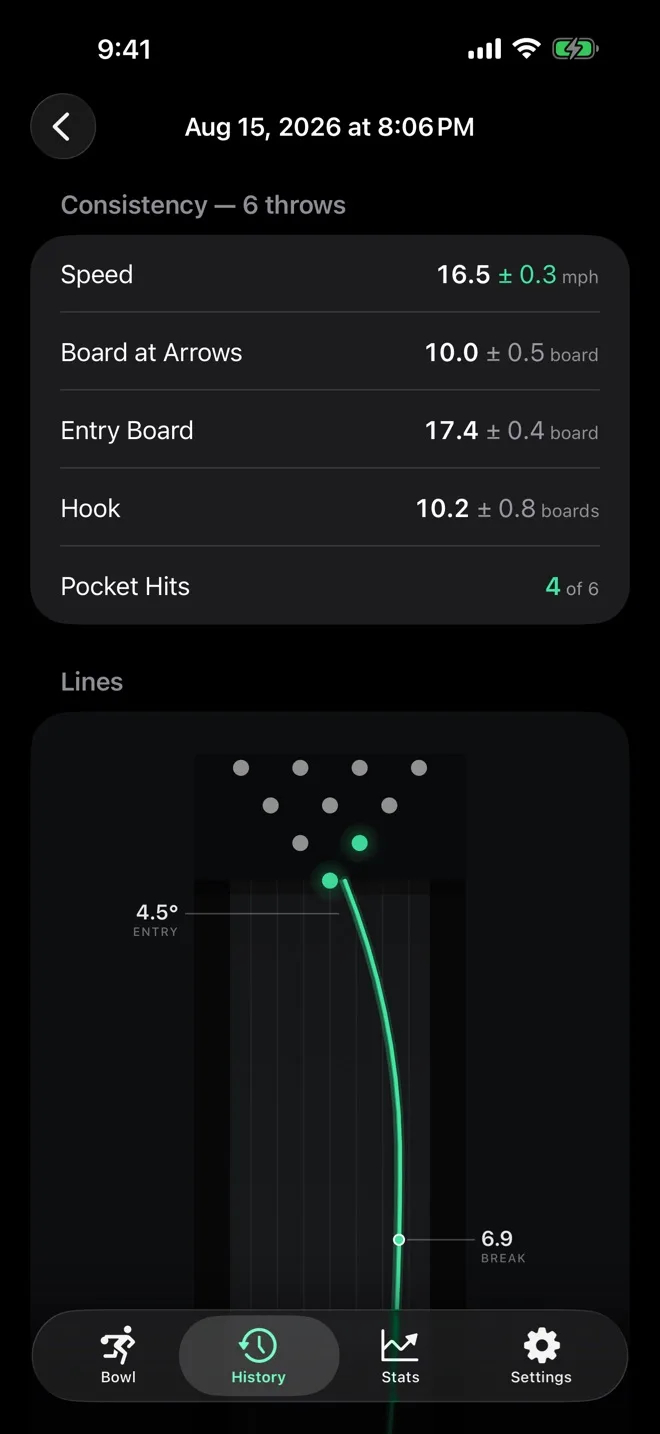 9:41
Aug 15, 2026 at 8:06 PM
Consistency — 6 throws
Speed 16.5 ± 0.3 mph
Board at Arrows 10.0 ± 0.5 board
Entry Board 17.4 ± 0.4 board
Hook 10.2 ± 0.8 boards
Pocket Hits 4 of 6
Lines
4.5°
ENTRY
6.9
BREAK
Bowl History Stats Settings